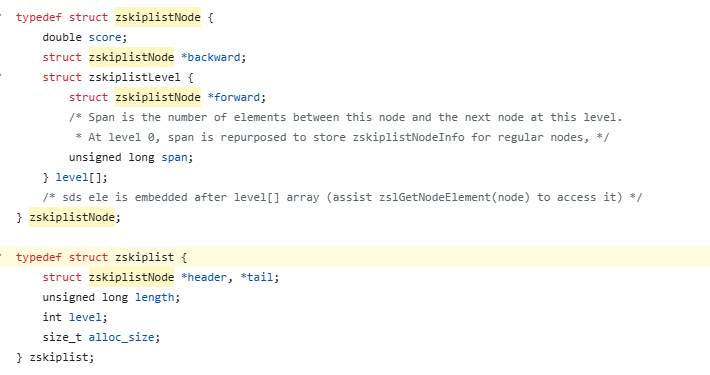 typedef struct zskiplistNode {
    double score;
    struct zskiplistNode *backward;
    struct zskiplistLevel {
        struct zskiplistNode *forward;
        /* Span is the number of elements between this node and the next node at this level.
         * At level 0, span is repurposed to store zskiplistNodeInfo for regular nodes, */
        unsigned long span;
    } level[];
    /* sds ele is embedded after level[] array (assist zslGetNodeElement(node) to access it) */
} zskiplistNode;

typedef struct zskiplist {
    struct zskiplistNode *header, *tail;
    unsigned long length;
    int level;
    size_t alloc_size;
} zskiplist;